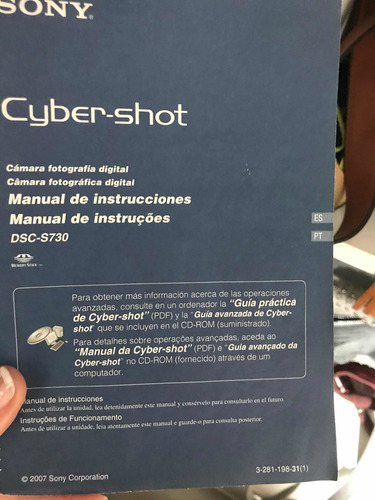 SONY
Cyber-shot
Cámara fotografía digital
Câmara fotográfica digital
Manual de instrucciones
Manual de instruções
DSC-S730
ES
PT
MEMORY STICK
Para obtener más información acerca de las operaciones
avanzadas, consulte en un ordenador la "Guía práctica
de Cyber-shot" (PDF) y la "Guía avanzada de Cyber-
shot" que se incluyen en el CD-ROM (suministrado).
Para detalhes sobre operações avançadas, aceda ao
"Manual da Cyber-shot" (PDF) e "Guia avançado da
Cyber-shot" no CD-ROM (fornecido) através de um
computador.
Manual de instrucciones
Antes de utilizar la unidad, lea detenidamente este manual y consérvelo para consultarlo en el futuro.
Instruções de Funcionamento
Antes de utilizar a unidade, leia atentamente este manual e guarde-o para consulta posterior.
© 2007 Sony Corporation
3-281-198-31(1)